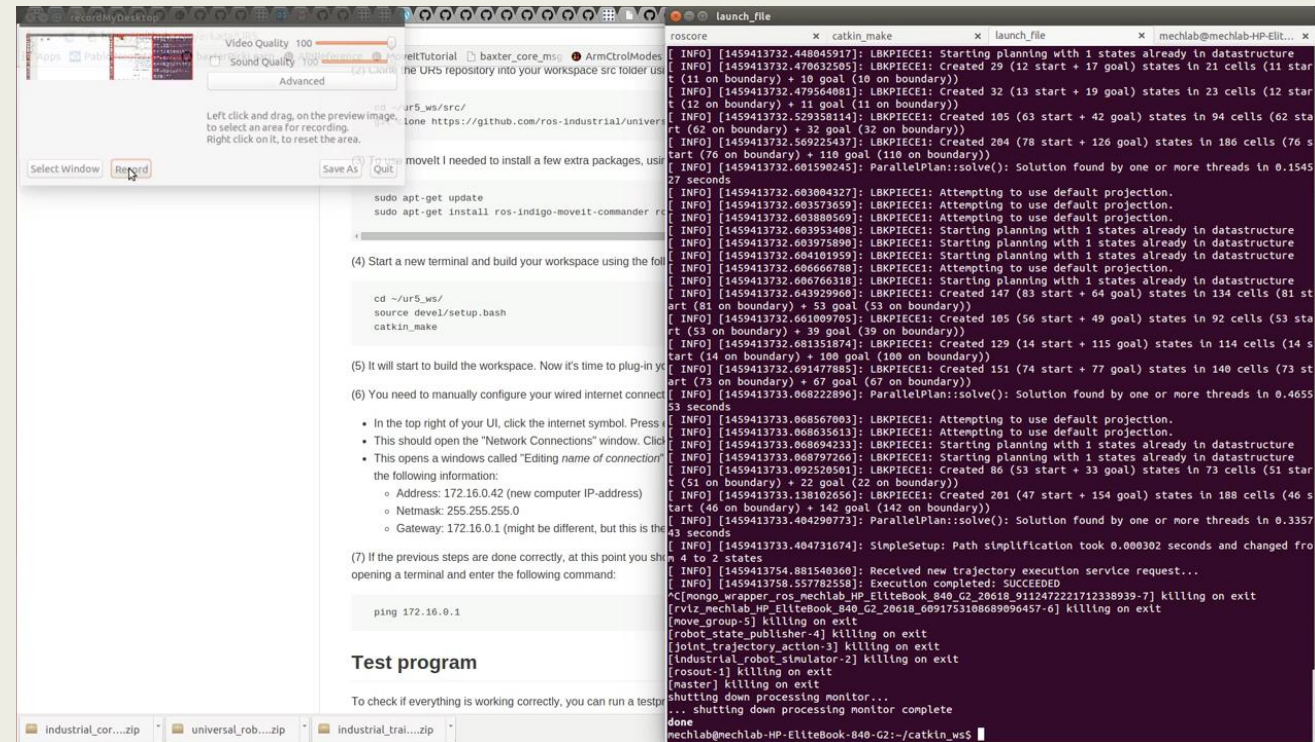 recordMyDesktop
Video Quality 100
Sound Quality 100
Advanced
Left click and drag, on the preview image,
to select an area for recording.
Right click on it, to reset the area.
Select Window
Record
Save As
Quit
Apps
veItTutorial
baxter_core_msg
ArmCtrolModes
the UR5 repository into your workspace src folder usi
ur5_ws/src/
clone https://github.com/ros-industrial/univers
moveit I needed to install a few extra packages, usin
sudo apt-get update
sudo apt-get install ros-indigo-moveit-commander ro
(4) Start a new terminal and build your workspace using the foll
cd ~/ur5_ws/
source devel/setup.bash
catkin_make
(5) It will start to build the workspace. Now it's time to plug-in yo
(6) You need to manually configure your wired internet connect
• In the top right of your UI, click the internet symbol. Press e
• This should open the "Network Connections" window. Click
• This opens a windows called "Editing name of connection"
the following information:
◦ Address: 172.16.0.42 (new computer IP-address)
◦ Netmask: 255.255.255.0
◦ Gateway: 172.16.0.1 (might be different, but this is the
(7) If the previous steps are done correctly, at this point you sho
opening a terminal and enter the following command:
ping 172.16.0.1
Test program
To check if everything is working correctly, you can run a testpr
industrial_cor....zip
universal_rob....zip
industrial_trai....zip
launch_file
roscore x catkin_make x launch_file x mechlab@mechlab-HP-Elit... x
[ INFO] [1459413732.448045917]: LBKPIECE1: Starting planning with 1 states already in datastructure
[ INFO] [1459413732.470632505]: LBKPIECE1: Created 29 (12 start + 17 goal) states in 21 cells (11 star
t (11 on boundary) + 10 goal (10 on boundary))
[ INFO] [1459413732.479564081]: LBKPIECE1: Created 32 (13 start + 19 goal) states in 23 cells (12 star
t (12 on boundary) + 11 goal (11 on boundary))
[ INFO] [1459413732.529358114]: LBKPIECE1: Created 105 (63 start + 42 goal) states in 94 cells (62 sta
rt (62 on boundary) + 32 goal (32 on boundary))
[ INFO] [1459413732.569225437]: LBKPIECE1: Created 204 (78 start + 126 goal) states in 186 cells (76 s
tart (76 on boundary) + 110 goal (110 on boundary))
[ INFO] [1459413732.601590245]: ParallelPlan::solve(): Solution found by one or more threads in 0.1545
27 seconds
[ INFO] [1459413732.603004327]: LBKPIECE1: Attempting to use default projection.
[ INFO] [1459413732.603573659]: LBKPIECE1: Attempting to use default projection.
[ INFO] [1459413732.603880569]: LBKPIECE1: Attempting to use default projection.
[ INFO] [1459413732.603953408]: LBKPIECE1: Starting planning with 1 states already in datastructure
[ INFO] [1459413732.603975890]: LBKPIECE1: Starting planning with 1 states already in datastructure
[ INFO] [1459413732.604101959]: LBKPIECE1: Starting planning with 1 states already in datastructure
[ INFO] [1459413732.606666788]: LBKPIECE1: Attempting to use default projection.
[ INFO] [1459413732.606766318]: LBKPIECE1: Starting planning with 1 states already in datastructure
[ INFO] [1459413732.643929960]: LBKPIECE1: Created 147 (83 start + 64 goal) states in 134 cells (81 st
art (81 on boundary) + 53 goal (53 on boundary))
[ INFO] [1459413732.661009705]: LBKPIECE1: Created 105 (56 start + 49 goal) states in 92 cells (53 sta
rt (53 on boundary) + 39 goal (39 on boundary))
[ INFO] [1459413732.681351874]: LBKPIECE1: Created 129 (14 start + 115 goal) states in 114 cells (14 s
tart (14 on boundary) + 100 goal (100 on boundary))
[ INFO] [1459413732.691477885]: LBKPIECE1: Created 151 (74 start + 77 goal) states in 140 cells (73 st
art (73 on boundary) + 67 goal (67 on boundary))
[ INFO] [1459413733.068222896]: ParallelPlan::solve(): Solution found by one or more threads in 0.4655
53 seconds
[ INFO] [1459413733.068567003]: LBKPIECE1: Attempting to use default projection.
[ INFO] [1459413733.068635613]: LBKPIECE1: Attempting to use default projection.
[ INFO] [1459413733.068694233]: LBKPIECE1: Starting planning with 1 states already in datastructure
[ INFO] [1459413733.068797266]: LBKPIECE1: Starting planning with 1 states already in datastructure
[ INFO] [1459413733.092520501]: LBKPIECE1: Created 86 (53 start + 33 goal) states in 73 cells (51 star
t (51 on boundary) + 22 goal (22 on boundary))
[ INFO] [1459413733.138102656]: LBKPIECE1: Created 201 (47 start + 154 goal) states in 188 cells (46 s
tart (46 on boundary) + 142 goal (142 on boundary))
[ INFO] [1459413733.404290773]: ParallelPlan::solve(): Solution found by one or more threads in 0.3357
43 seconds
[ INFO] [1459413733.404731674]: SimpleSetup: Path simplification took 0.000302 seconds and changed fro
m 4 to 2 states
[ INFO] [1459413754.881540360]: Received new trajectory execution service request...
[ INFO] [1459413758.557782558]: Execution completed: SUCCEEDED
^C[mongo_wrapper_ros_mechlab_HP_EliteBook_840_G2_20618_9112472221712338939-7] killing on exit
[rviz_mechlab_HP_EliteBook_840_G2_20618_6091753108689096457-6] killing on exit
[move_group-5] killing on exit
[robot_state_publisher-4] killing on exit
[joint_trajectory_action-3] killing on exit
[industrial_robot_simulator-2] killing on exit
[rosout-1] killing on exit
[master] killing on exit
shutting down processing monitor...
... shutting down processing monitor complete
done
mechlab@mechlab-HP-EliteBook-840-G2:~/catkin_ws$